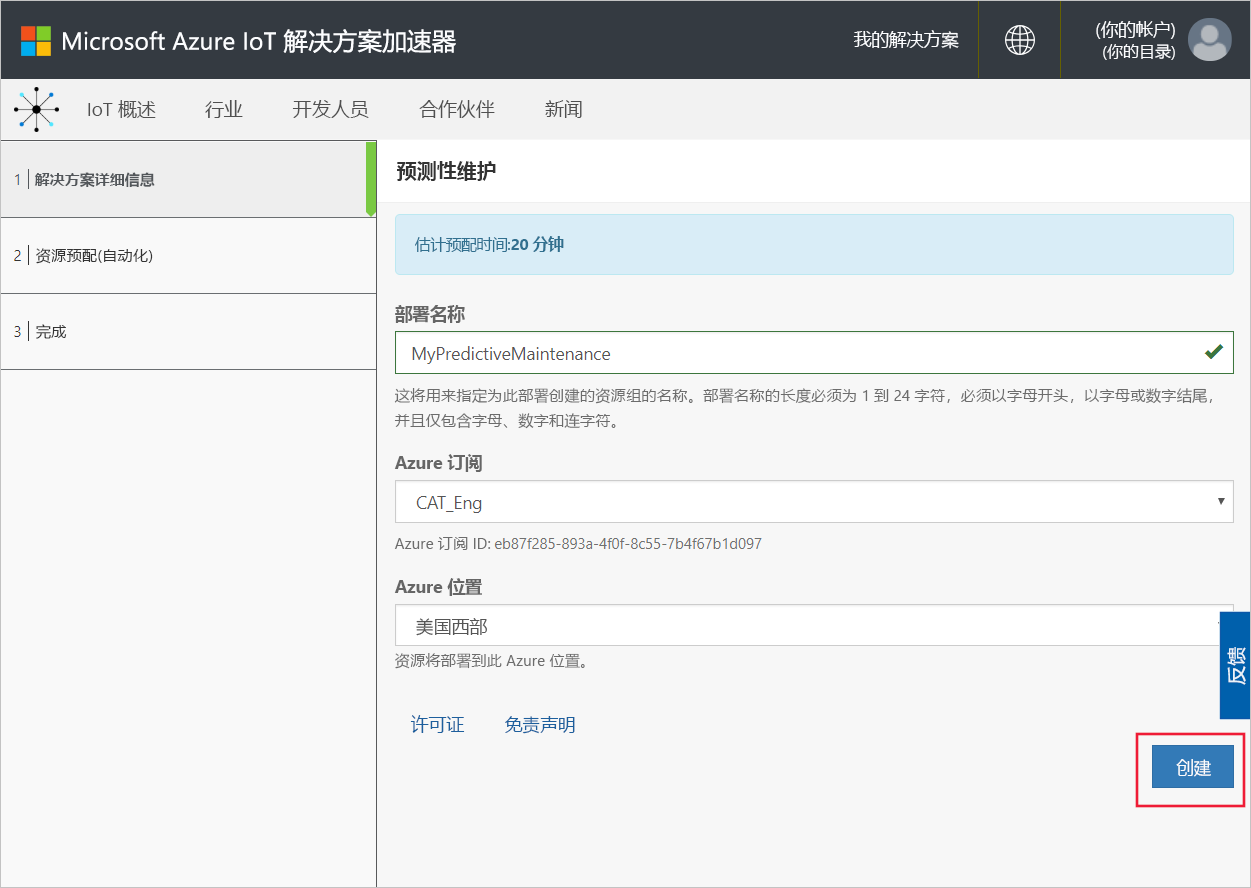 Microsoft Azure IoT 解决方案加速器
我的解决方案
(你的帐户)
(你的目录)
IoT 概述
行业
开发人员
合作伙伴
新闻
1 解决方案详细信息
2 资源预配(自动化)
3 完成
预测性维护
估计预配时间:20 分钟
部署名称
MyPredictiveMaintenance
这将用来指定为此部署创建的资源组的名称。部署名称的长度必须为 1 到 24 字符，必须以字母开头，以字母或数字结尾，
并且仅包含字母、数字和连字符。
Azure 订阅
CAT_Eng
Azure 订阅 ID: eb87f285-893a-4f0f-8c55-7b4f67b1d097
Azure 位置
美国西部
资源将部署到此 Azure 位置。
反馈
许可证
免责声明
创建